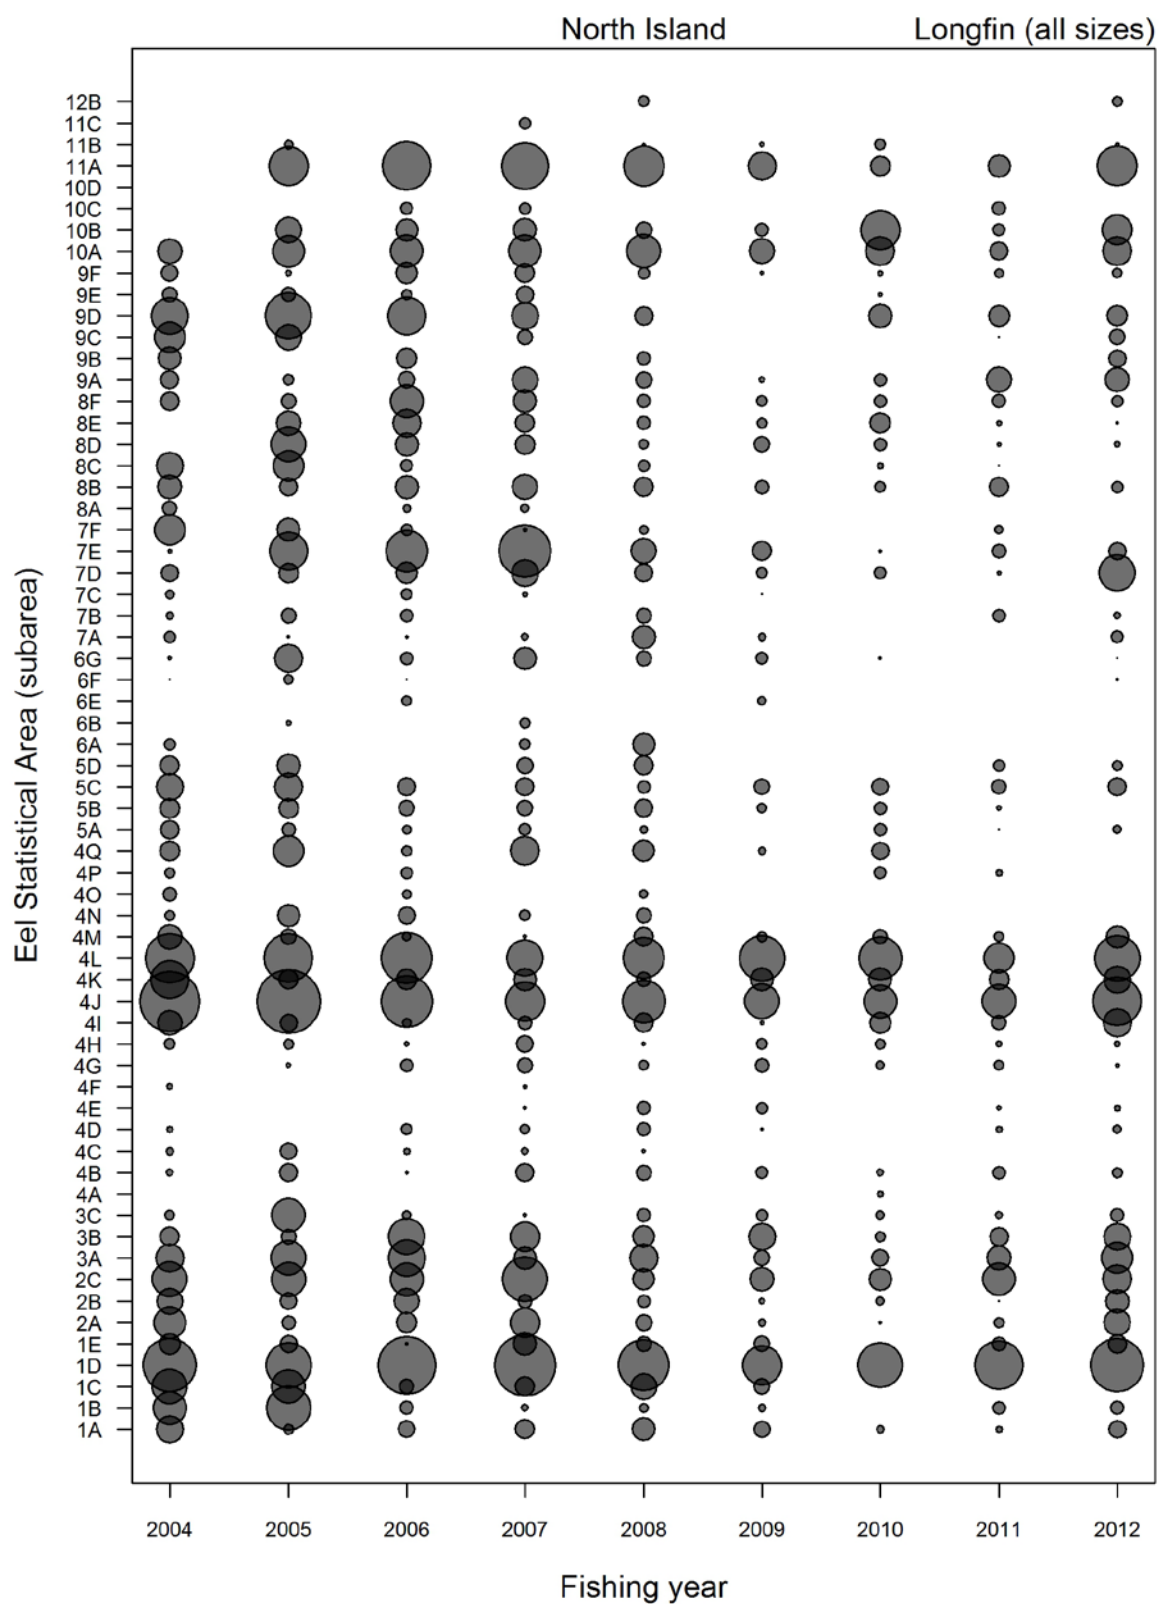 North Island Longfin (all sizes)
Eel Statistical Area (subarea)
12B
11C
11B
11A
10D
10C
10B
10A
9F
9E
9D
9C
9B
9A
8F
8E
8D
8C
8B
8A
7F
7E
7D
7C
7B
7A
6G
6F
6E
6B
6A
5D
5C
5B
5A
4Q
4P
4O
4N
4M
4L
4K
4J
4I
4H
4G
4F
4E
4D
4C
4B
4A
3C
3B
3A
2C
2B
2A
1E
1D
1C
1B
1A
2004 2005 2006 2007 2008 2009 2010 2011 2012
Fishing year